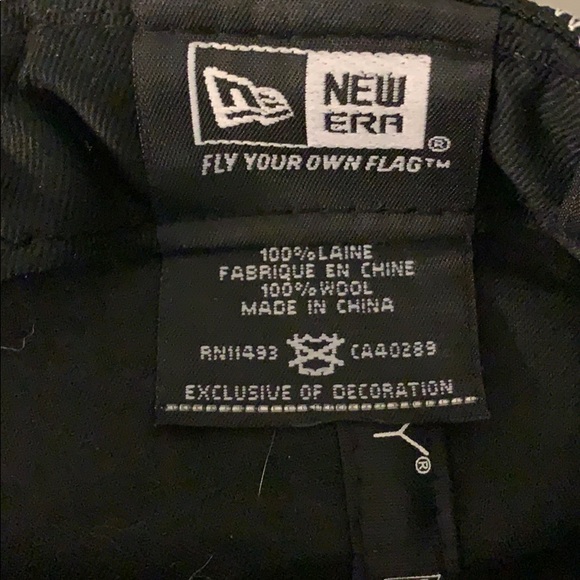 ne NEW
ERA®
FLY YOUR OWN FLAG™
100% LAINE
FABRIQUE EN CHINE
100% WOOL
MADE IN CHINA
RN11493 CA40289
EXCLUSIVE OF DECORATION
Y®